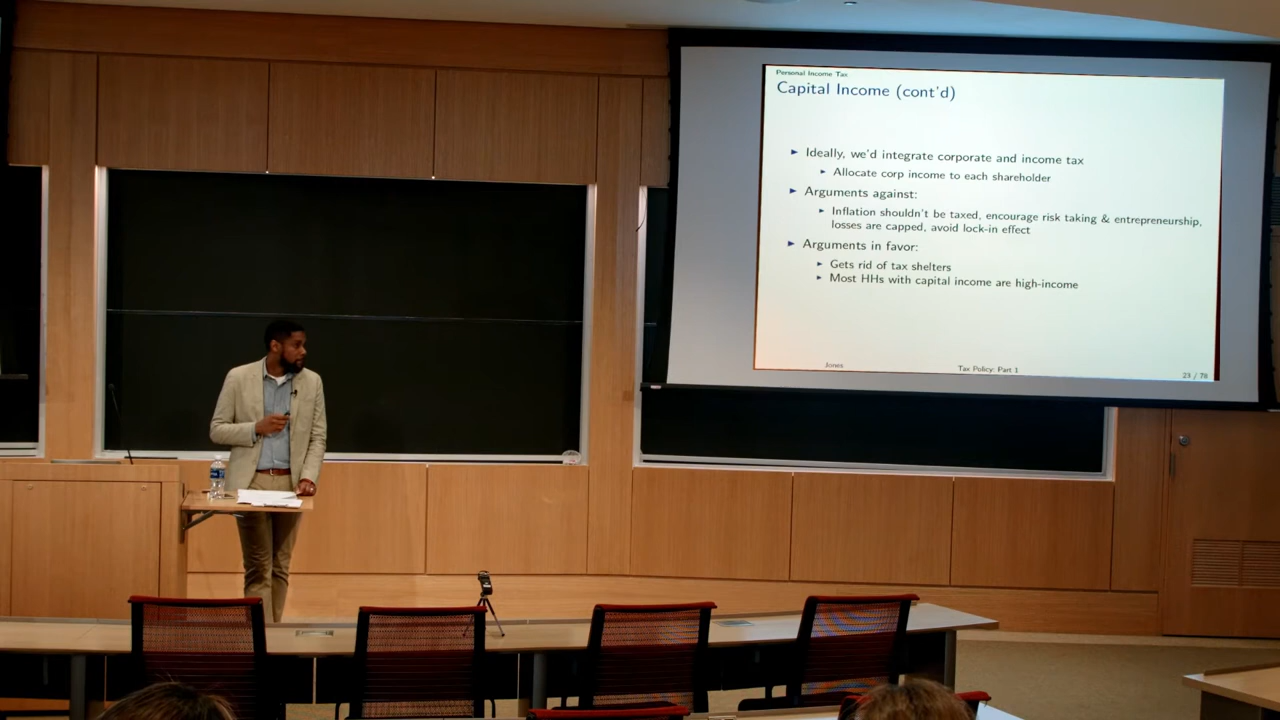 Personal Income Tax
Capital Income (cont'd)
Ideally, we'd integrate corporate and income tax
Allocate corp income to each shareholder
Arguments against:
Inflation shouldn't be taxed, encourage risk taking & entrepreneurship,
losses are capped, avoid lock-in effect
Arguments in favor:
Gets rid of tax shelters
Most HHs with capital income are high-income
Jones
Tax Policy: Part 1
23 / 78